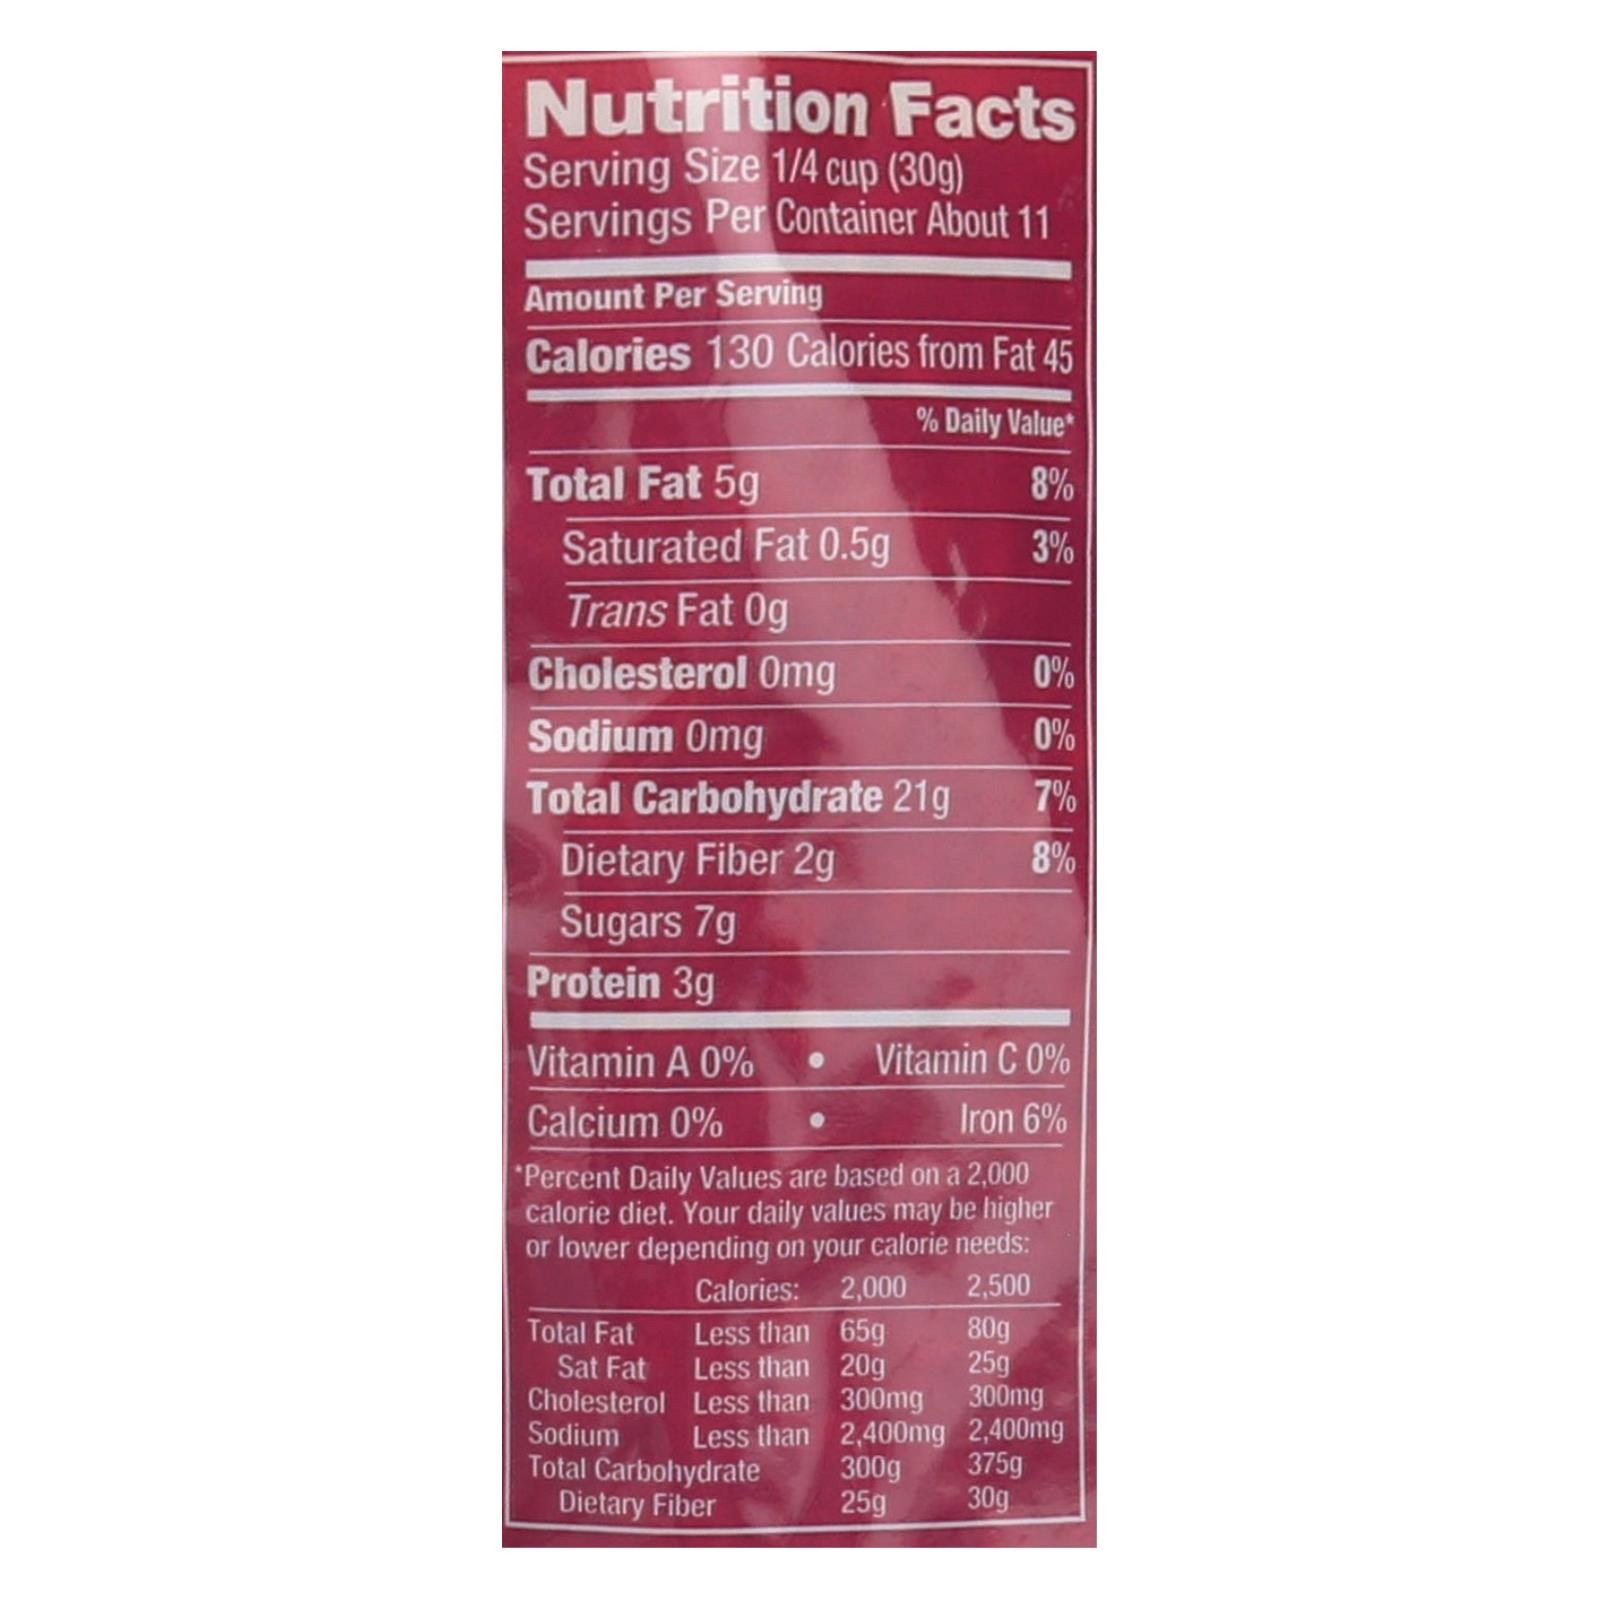 Nutrition Facts
Serving Size 1/4 cup (30g)
Servings Per Container About 11
Amount Per Serving
Calories 130 Calories from Fat 45
% Daily Value*
Total Fat 5g 8%
Saturated Fat 0.5g 3%
Trans Fat 0g
Cholesterol 0mg 0%
Sodium 0mg 0%
Total Carbohydrate 21g 7%
Dietary Fiber 2g 8%
Sugars 7g
Protein 3g
Vitamin A 0% • Vitamin C 0%
Calcium 0% • Iron 6%
*Percent Daily Values are based on a 2,000
calorie diet. Your daily values may be higher
or lower depending on your calorie needs:
Calories: 2,000 2,500
Total Fat Less than 65g 80g
Sat Fat Less than 20g 25g
Cholesterol Less than 300mg 300mg
Sodium Less than 2,400mg 2,400mg
Total Carbohydrate 300g 375g
Dietary Fiber 25g 30g